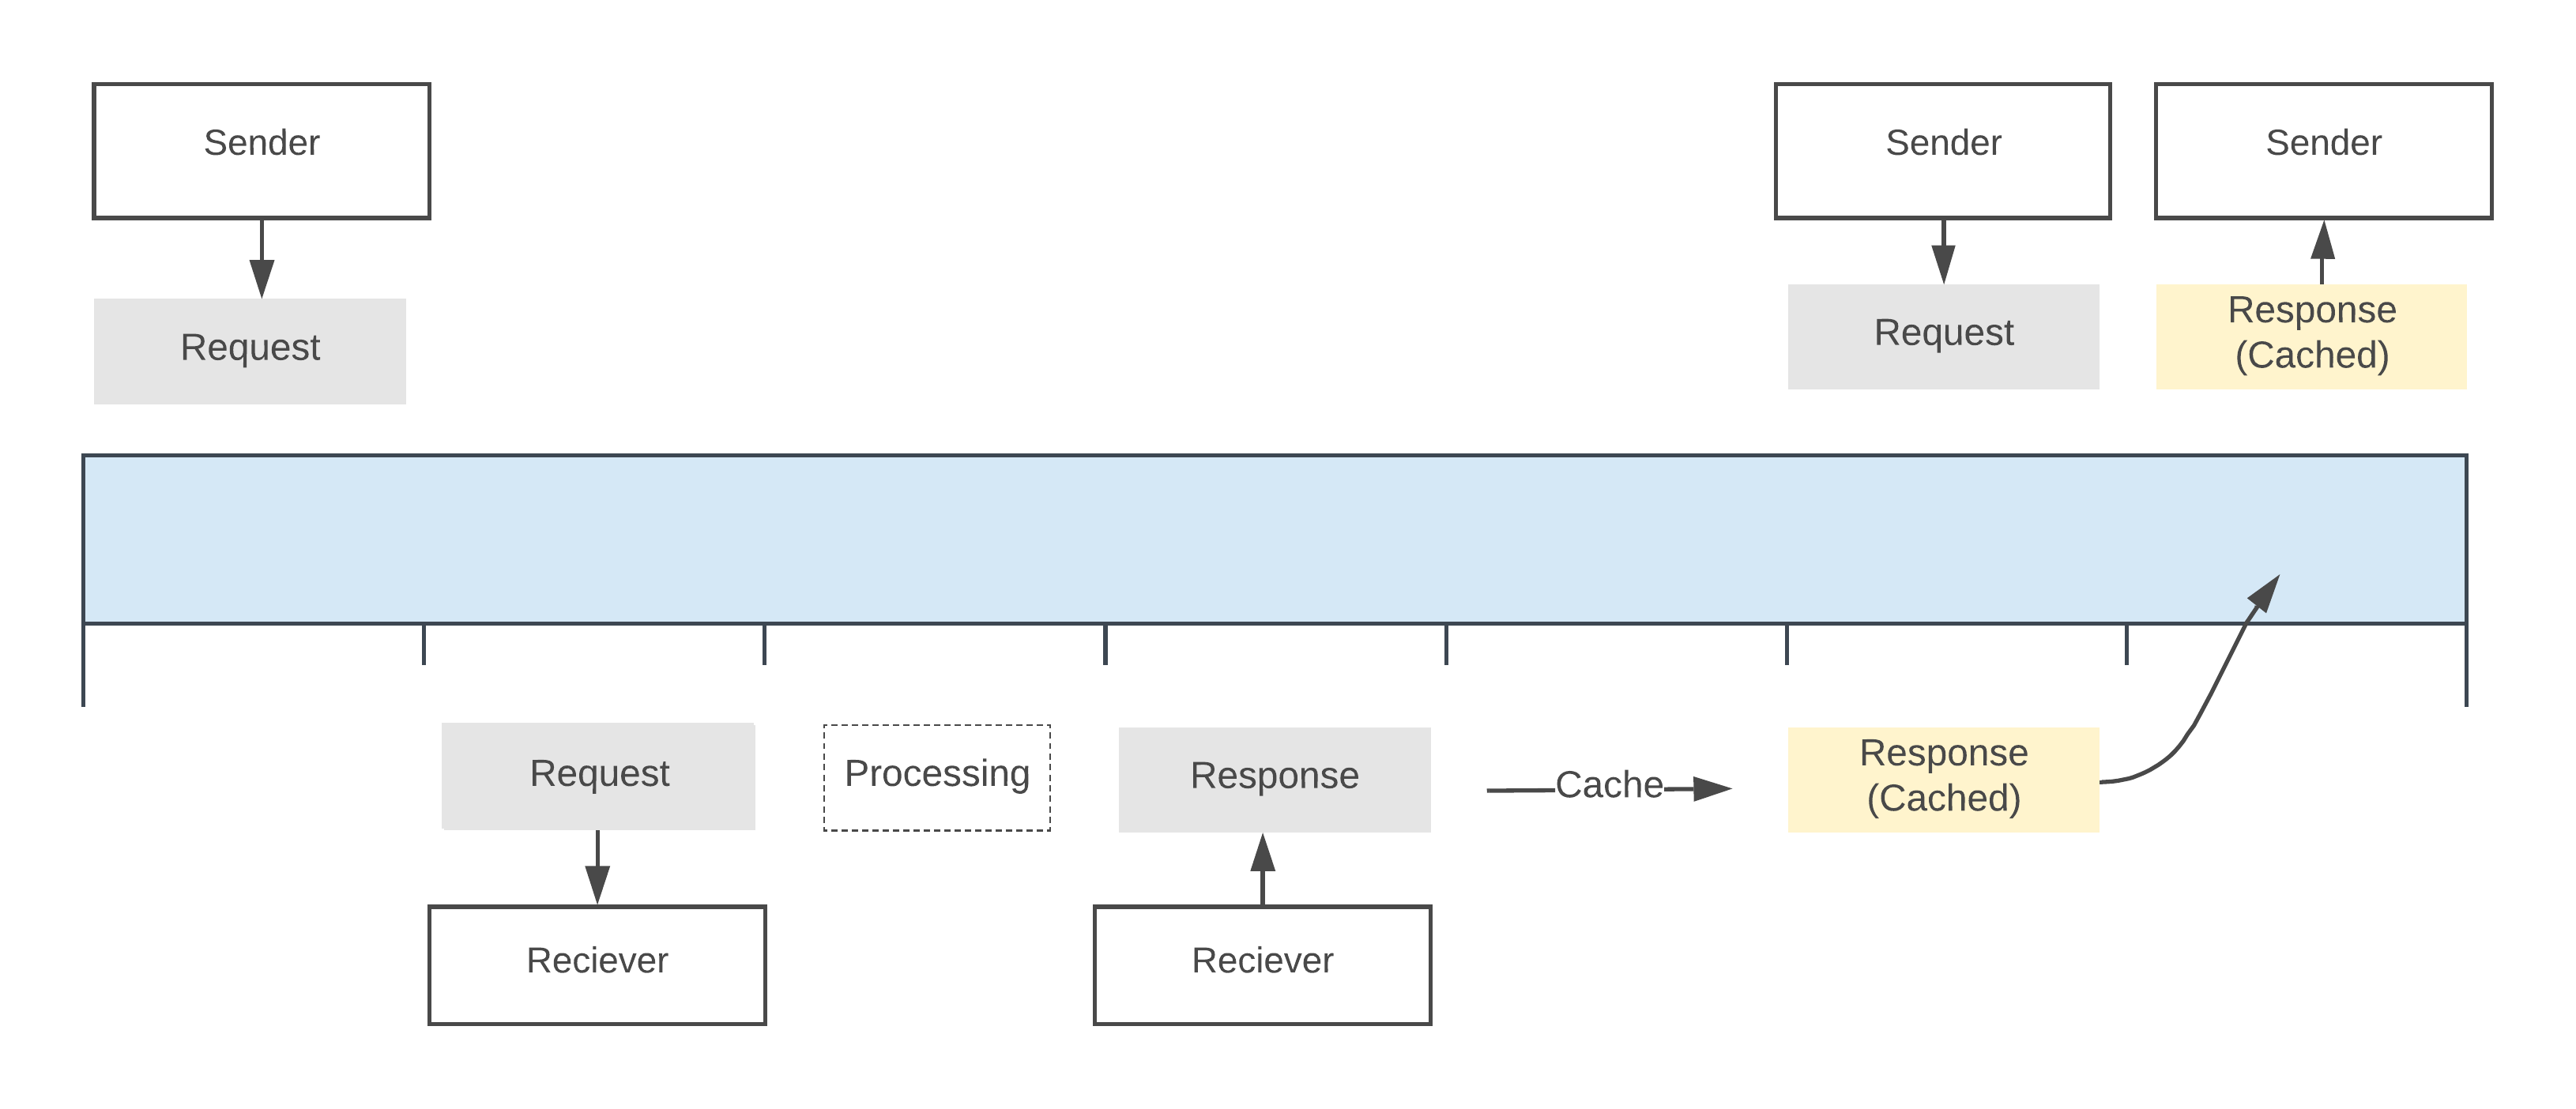 Sender
Sender
Sender
Request
Request
Response
(Cached)
Request
Processing
Response
Cache
Response
(Cached)
Reciever
Reciever